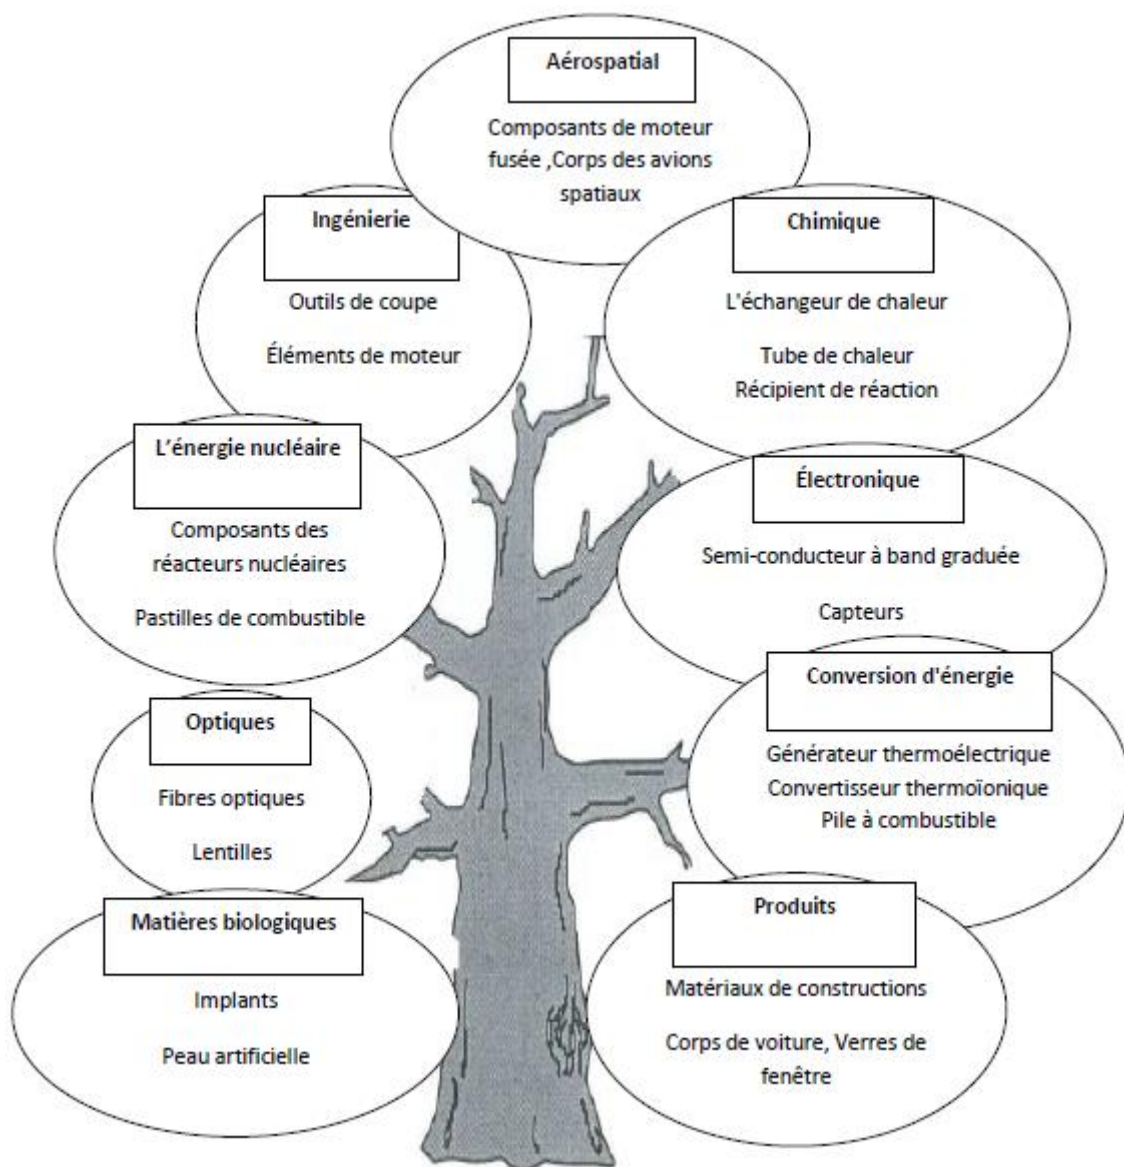 Aérospatial
Composants de moteur
fusée ,Corps des avions
spatiaux
Ingénierie
Outils de coupe
Éléments de moteur
Chimique
L'échangeur de chaleur
Tube de chaleur
Récipient de réaction
L'énergie nucléaire
Composants des
réacteurs nucléaires
Pastilles de combustible
Électronique
Semi-conducteur à band graduée
Capteurs
Conversion d'énergie
Générateur thermoélectrique
Convertisseur thermoïonique
Pile à combustible
Optiques
Fibres optiques
Lentilles
Matières biologiques
Implants
Peau artificielle
Produits
Matériaux de constructions
Corps de voiture, Verres de
fenêtre